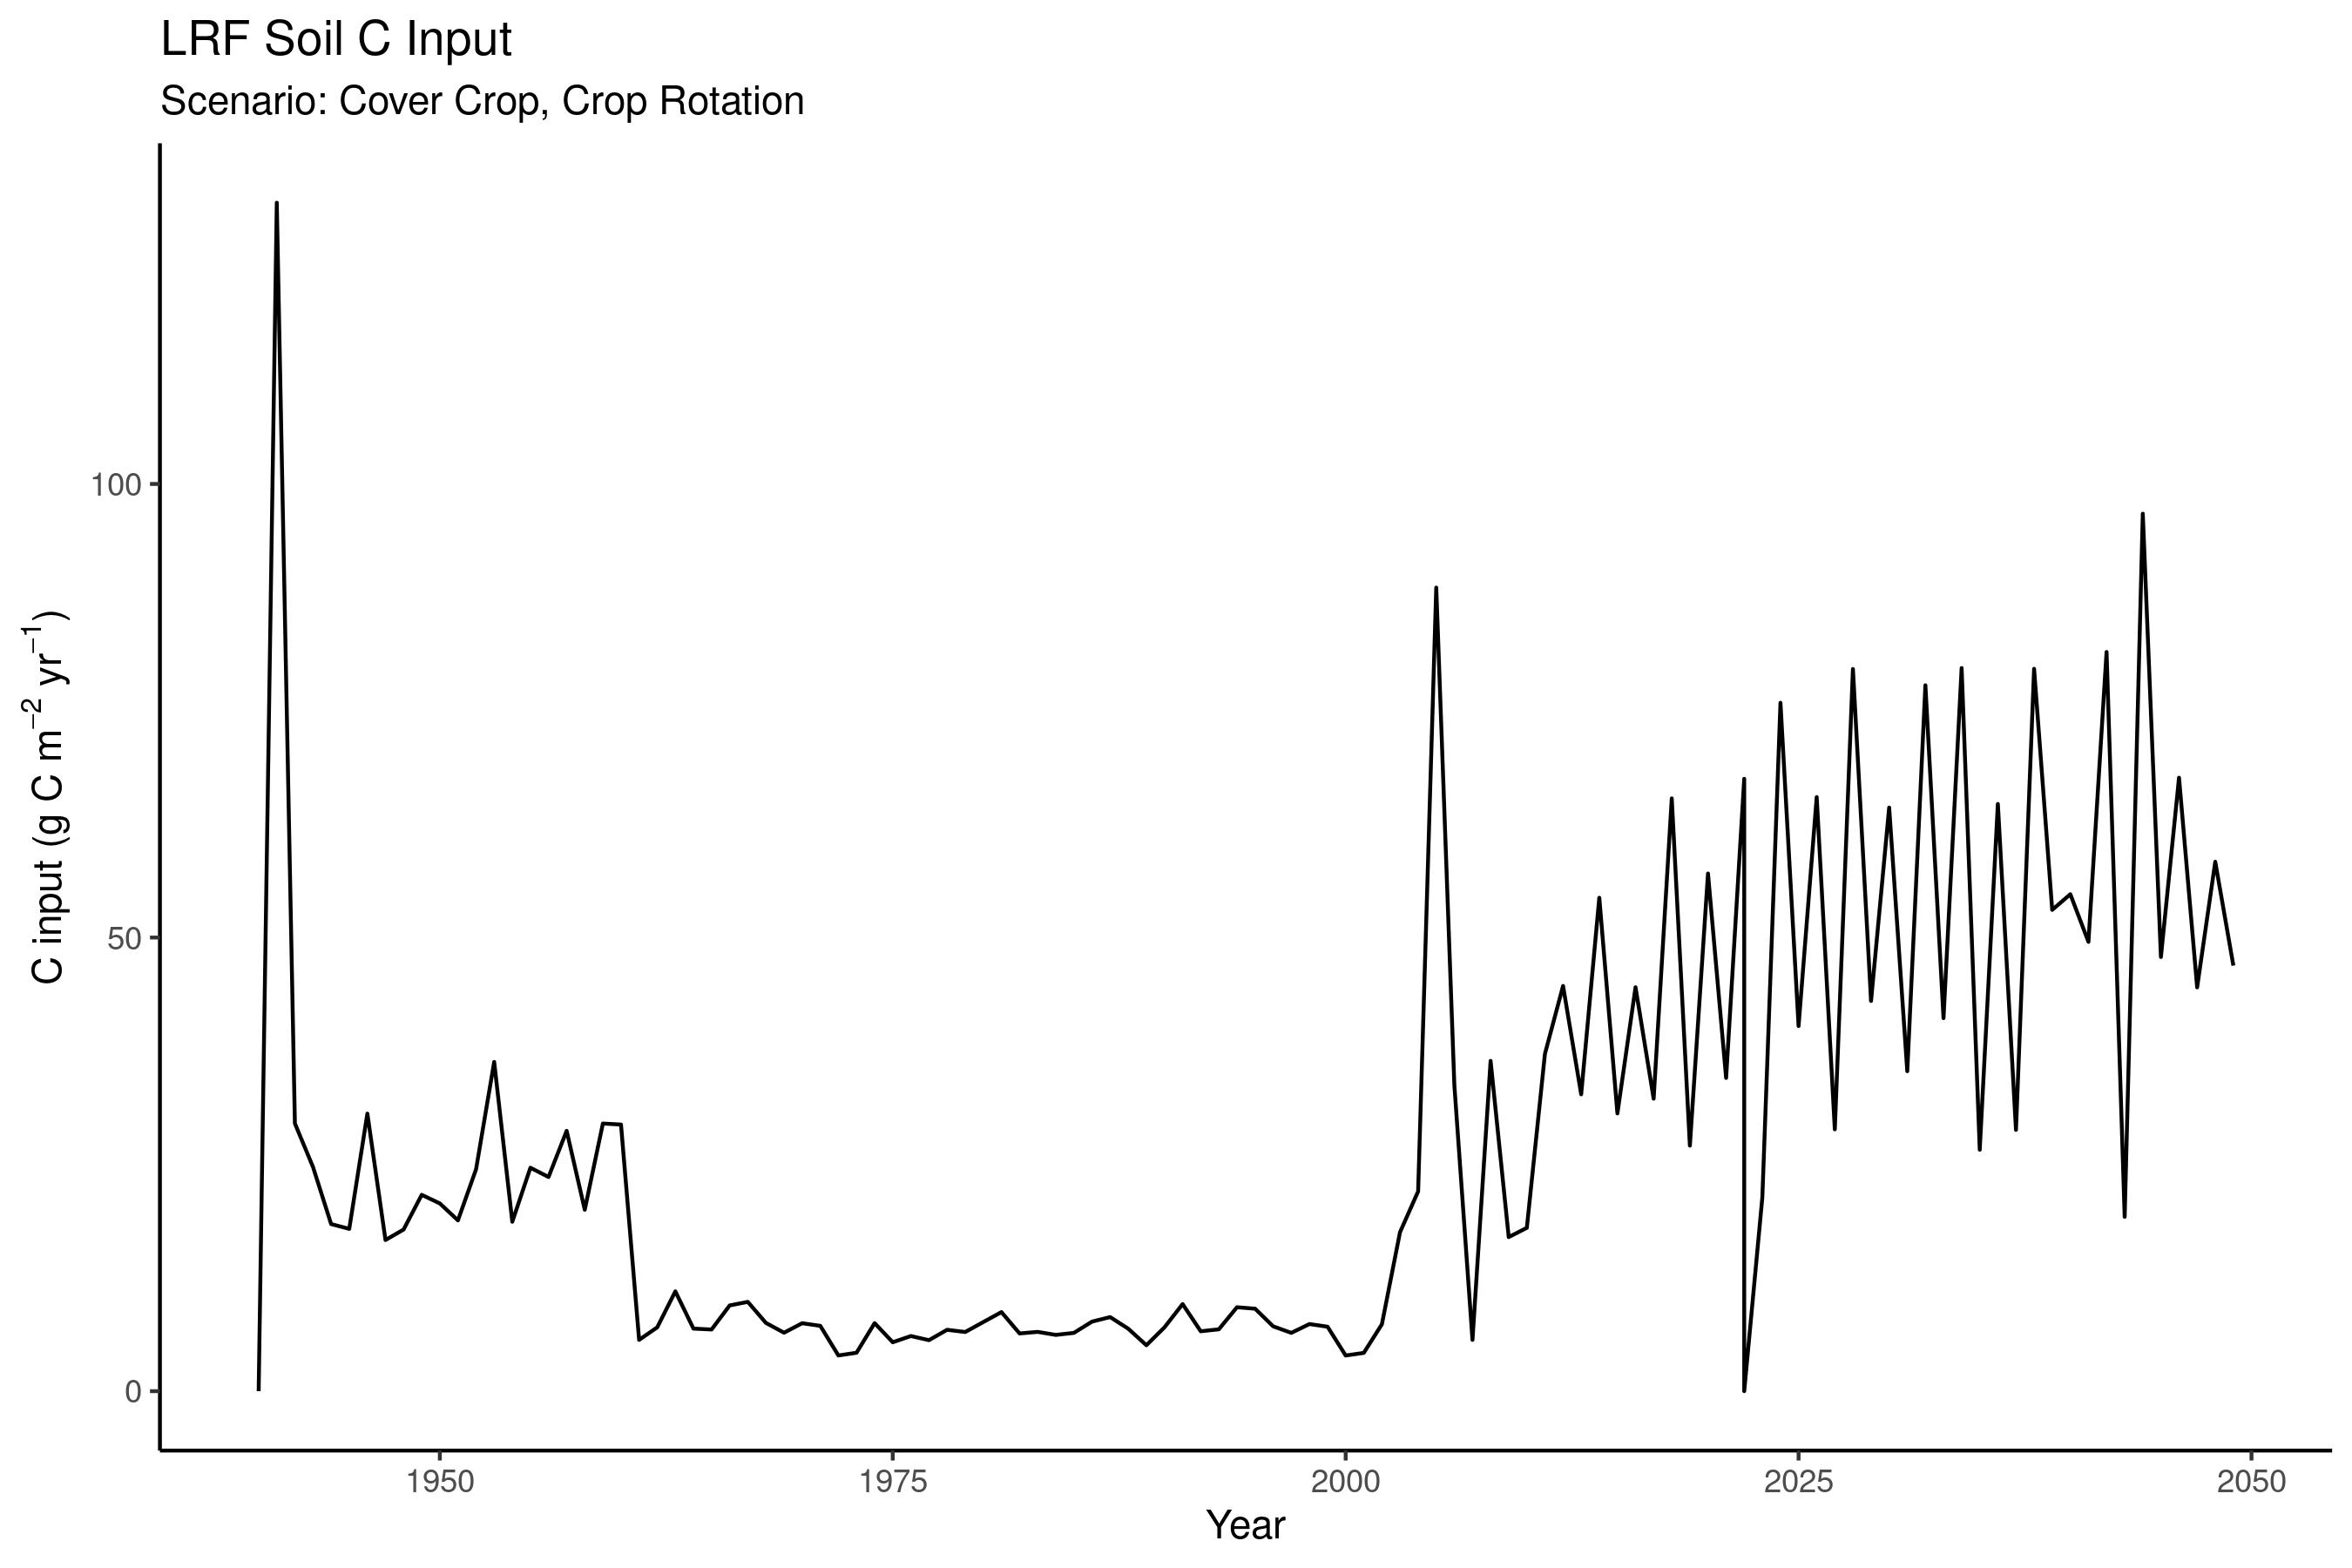 LRF Soil C Input
Scenario: Cover Crop, Crop Rotation
C input (g C m⁻² yr⁻¹)
100
50
0
1950 1975 2000 2025 2050
Year